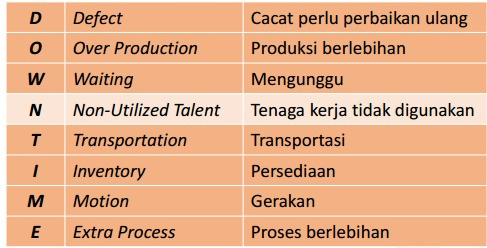 D Defect Cacat perlu perbaikan ulang
O Over Production Produksi berlebihan
W Waiting Mengunggu
N Non-Utilized Talent Tenaga kerja tidak digunakan
T Transportation Transportasi
I Inventory Persediaan
M Motion Gerakan
E Extra Process Proses berlebihan